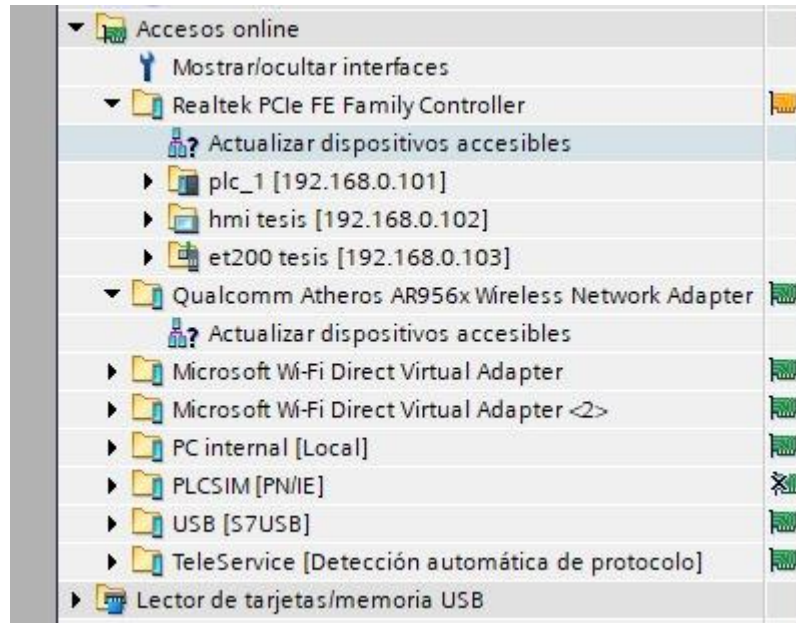 Accesos online
Mostrar/ocultar interfaces
Realtek PCIe FE Family Controller
Actualizar dispositivos accesibles
plc_1 [192.168.0.101]
hmi tesis [192.168.0.102]
et200 tesis [192.168.0.103]
Qualcomm Atheros AR956x Wireless Network Adapter
Actualizar dispositivos accesibles
Microsoft Wi-Fi Direct Virtual Adapter
Microsoft Wi-Fi Direct Virtual Adapter <2>
PC internal [Local]
PLCSIM [PN/IE]
USB [S7USB]
TeleService [Detección automática de protocolo]
Lector de tarjetas/memoria USB